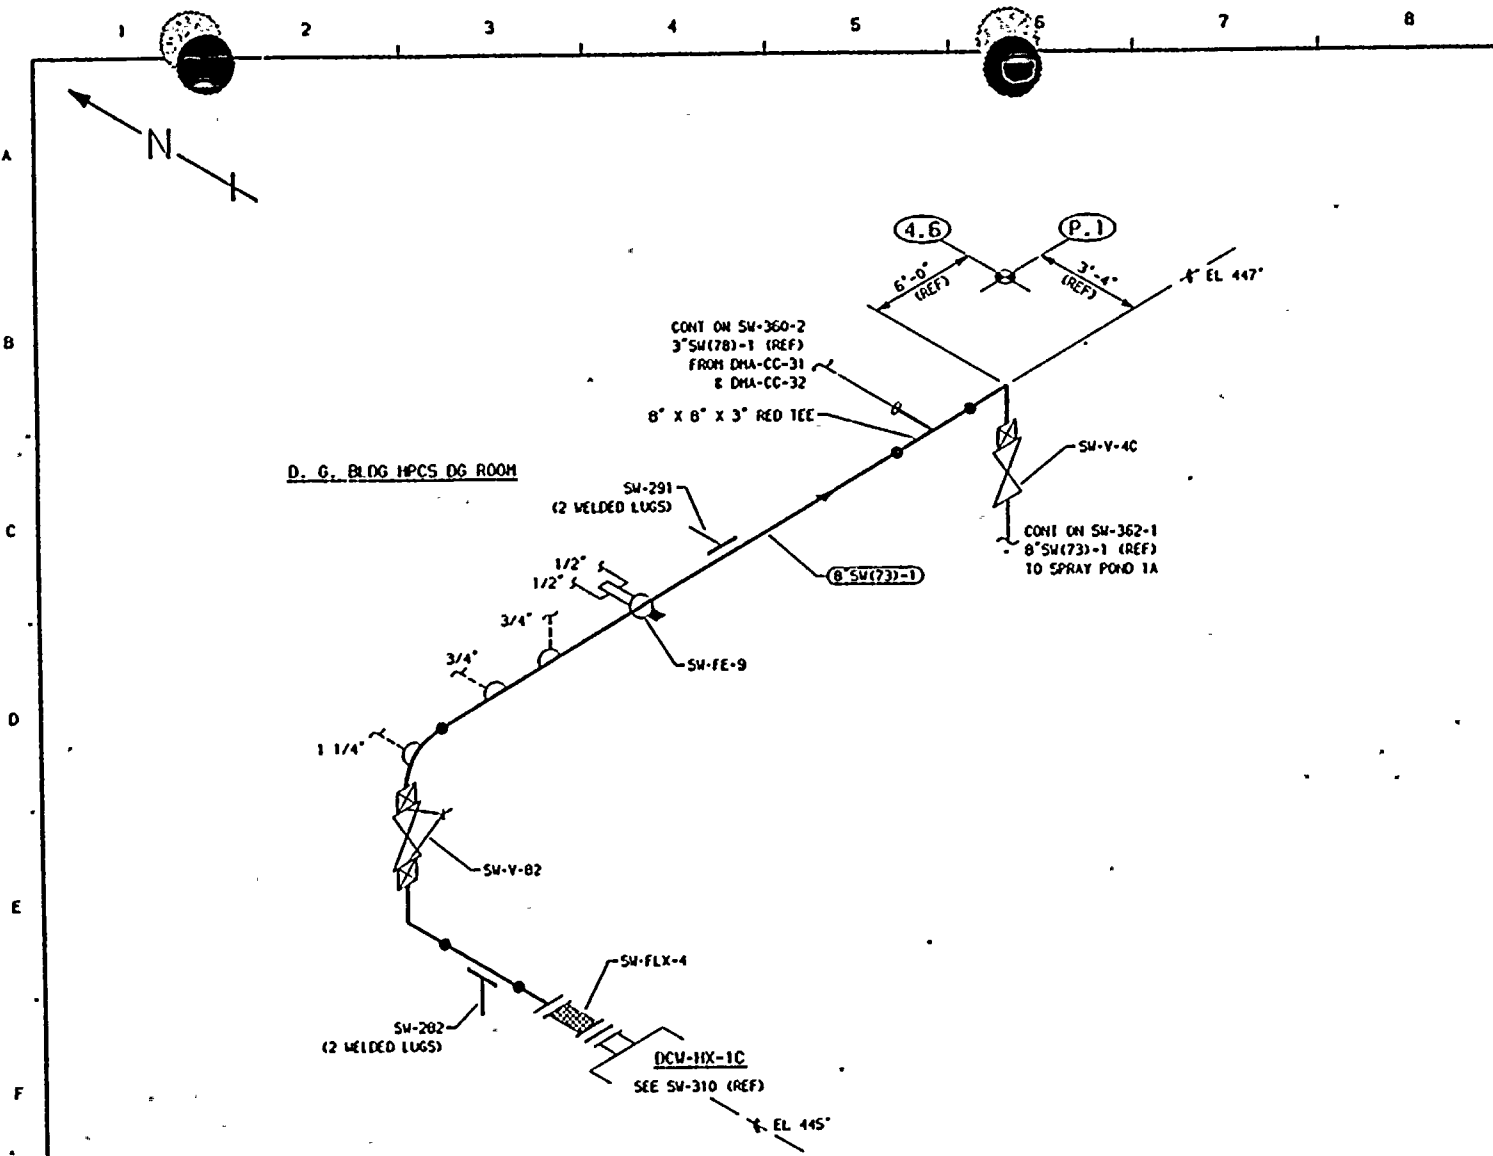 1 2 3 4 5 6 7 8
A
N
4.6
P.1
6'-0"
(REF)
3'-4"
(REF)
EL 447'
B
CONT ON SW-360-2
3"SW(78)-1 (REF)
FROM DMA-CC-31
& DMA-CC-32
8" X 8" X 3" RED TEE
SW-V-4C
D. G. BLDG HPCS DG ROOM
SW-291
(2 WELDED LUGS)
C
CONT ON SW-362-1
8"SW(73)-1 (REF)
TO SPRAY POND 1A
1/2"
1/2"
8"SW(73)-1
3/4"
3/4"
SW-FE-9
D
1 1/4"
SW-V-82
E
SW-FLX-4
SW-282
(2 WELDED LUGS)
DCW-HX-1C
SEE SW-310 (REF)
F
EL 445'